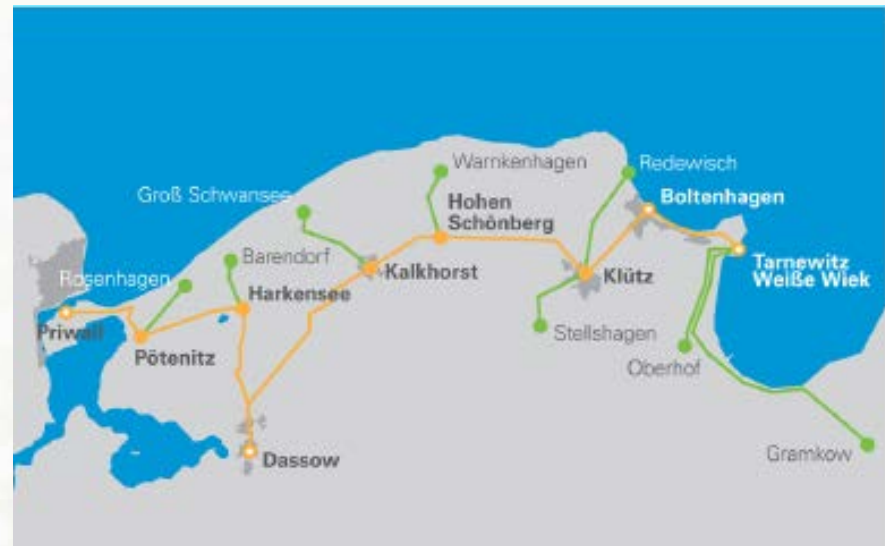 Warnkenhagen
Redewisch
Groß Schwansee
Hohen
Schönberg
Boltenhagen
Barendorf
Rosenhagen
Kalkhorst
Klütz
Tarnewitz
Weiße Wiek
Harkensee
Priwall
Pötenitz
Stellshagen
Oberhof
Dassow
Gramkow